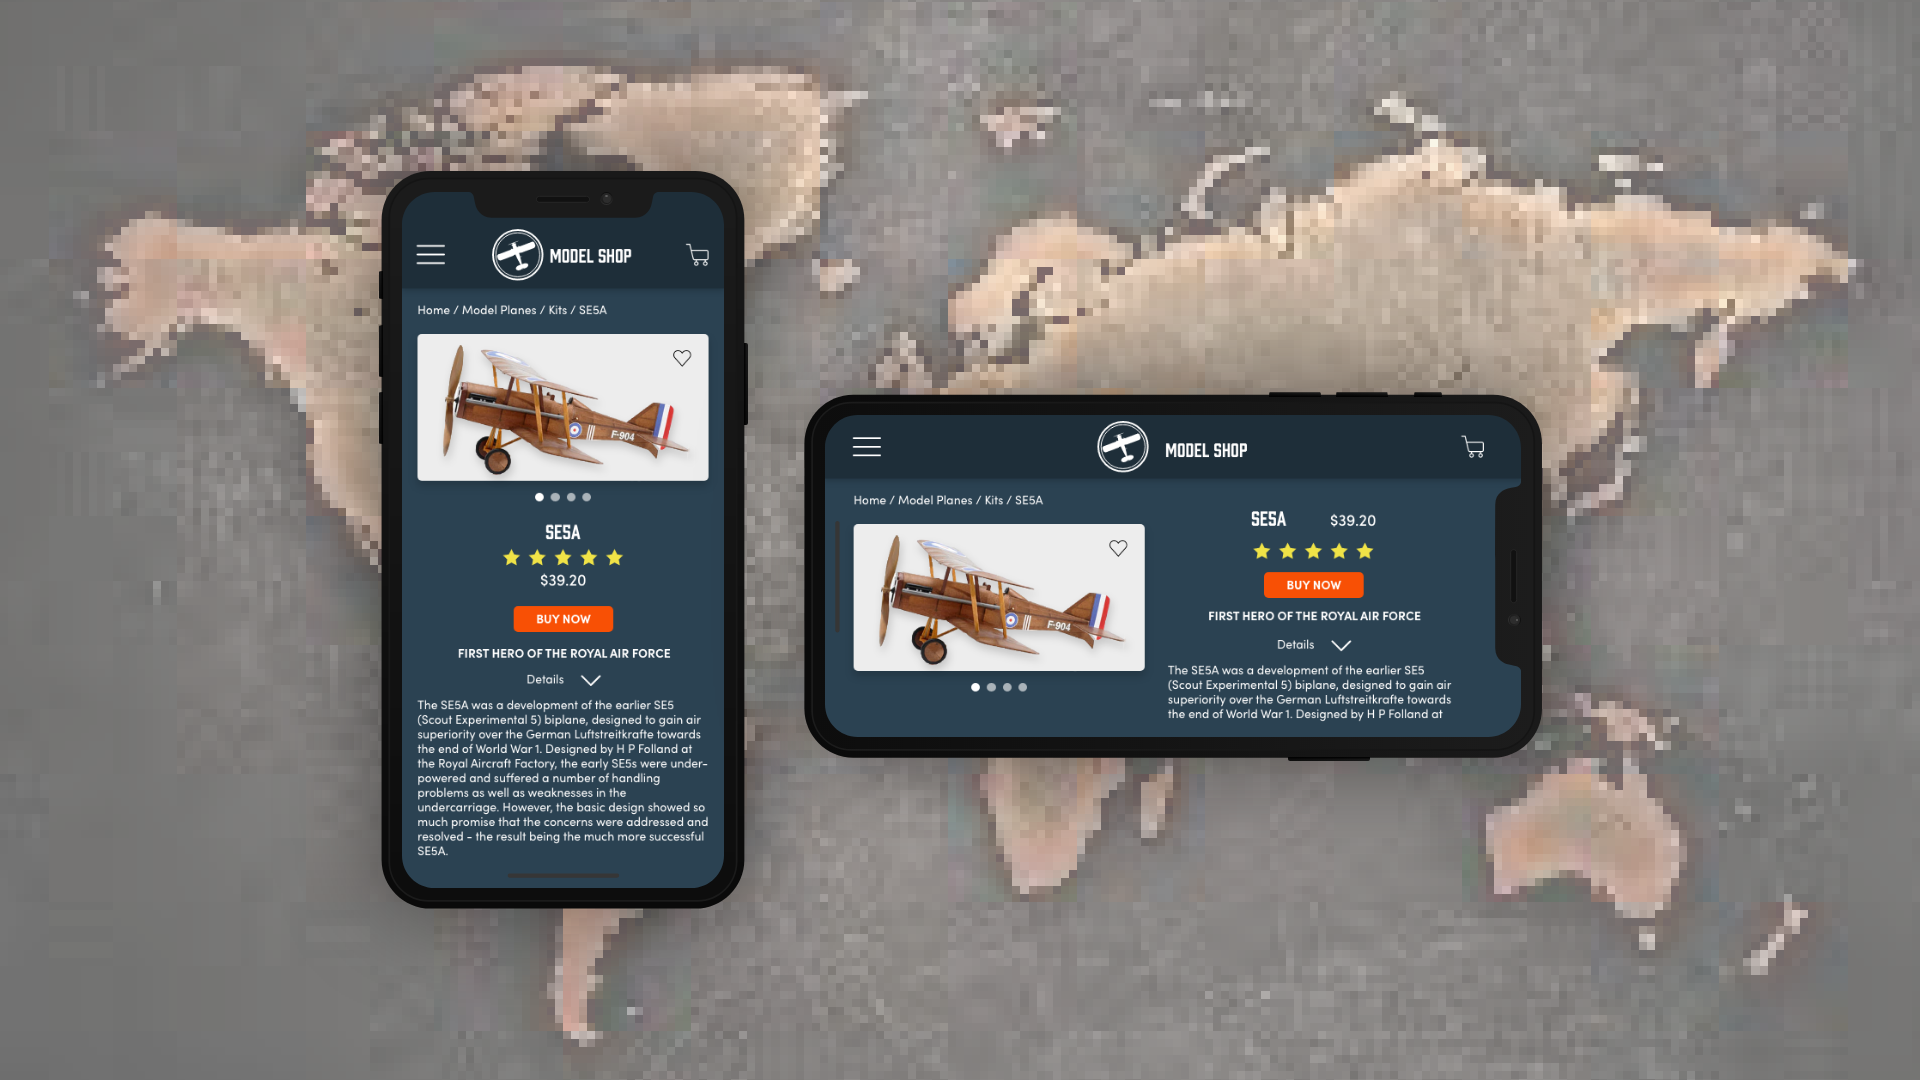 MODEL SHOP
Home / Model Planes / Kits / SE5A
F-904
SE5A
$39.20
BUY NOW
FIRST HERO OF THE ROYAL AIR FORCE
Details
The SE5A was a development of the earlier SE5
(Scout Experimental 5) biplane, designed to gain air
superiority over the German Luftstreitkrafte towards
the end of World War 1. Designed by H P Folland at
the Royal Aircraft Factory, the early SE5s were under-
powered and suffered a number of handling
problems as well as weaknesses in the
undercarriage. However, the basic design showed so
much promise that the concerns were addressed and
resolved - the result being the much more successful
SE5A.
MODEL SHOP
Home / Model Planes / Kits / SE5A
F-904
SE5A $39.20
BUY NOW
FIRST HERO OF THE ROYAL AIR FORCE
Details
The SE5A was a development of the earlier SE5
(Scout Experimental 5) biplane, designed to gain air
superiority over the German Luftstreitkrafte towards
the end of World War 1. Designed by H P Folland at